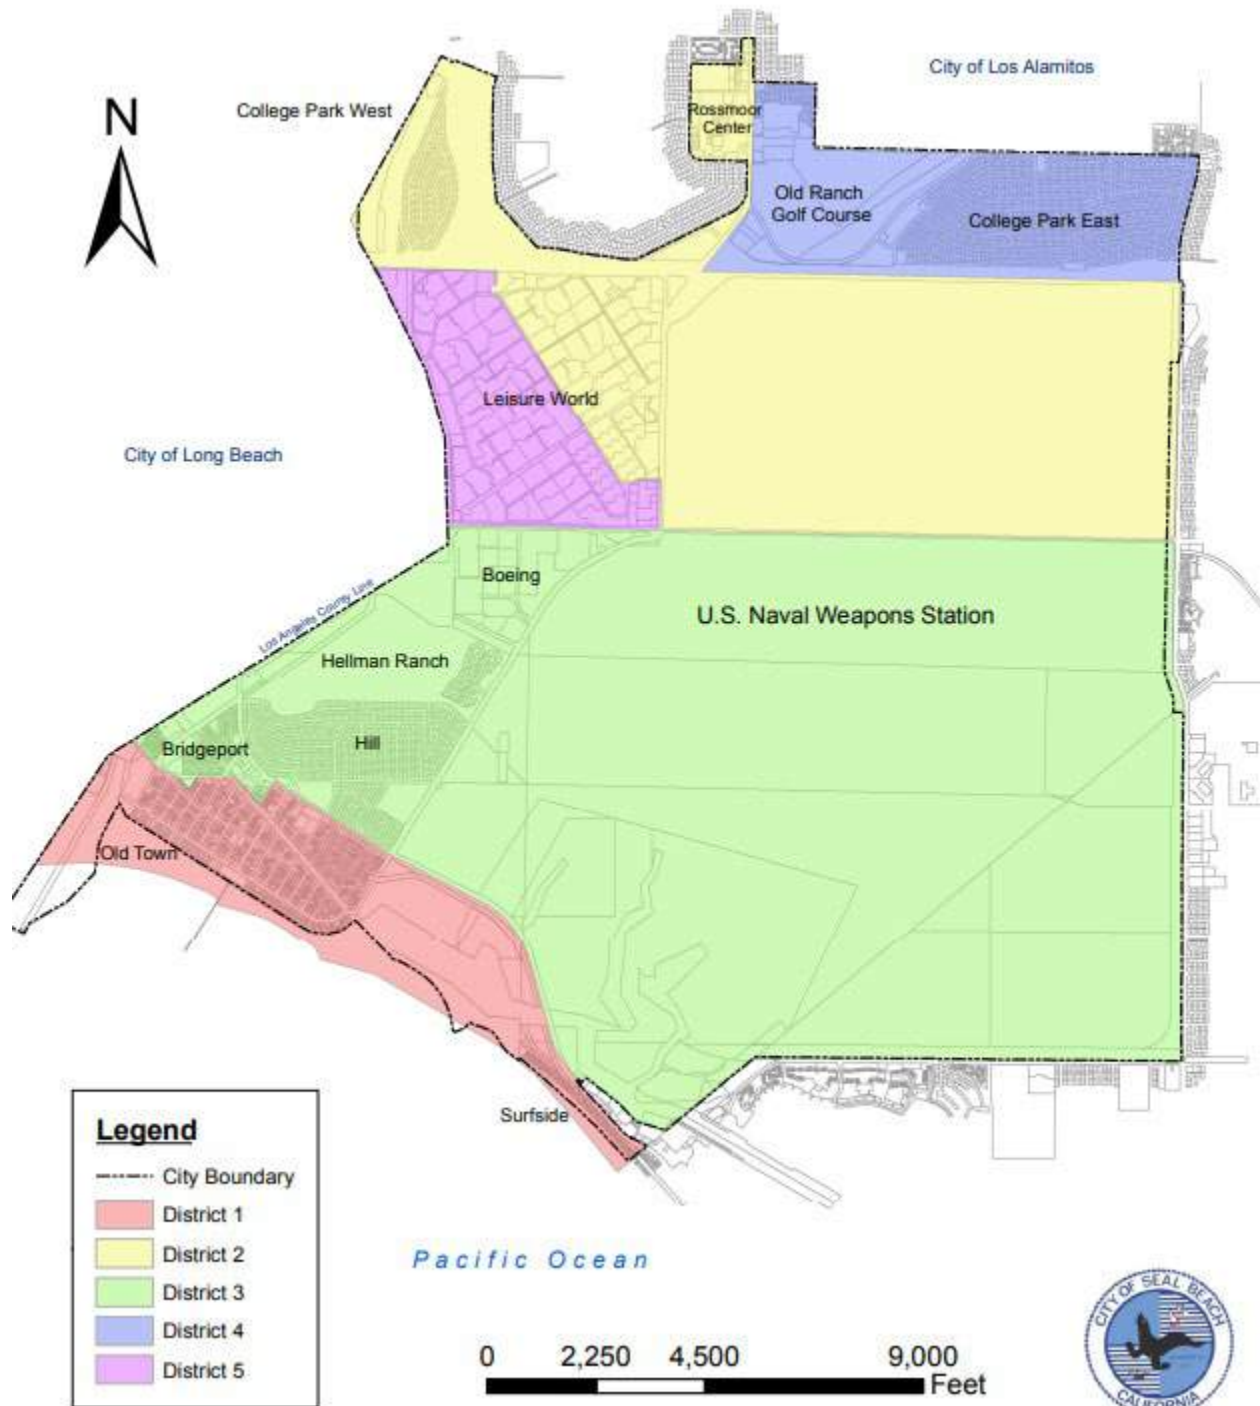 City of Los Alamitos
N
College Park West
Rossmoor
Center
Old Ranch
Golf Course
College Park East
Leisure World
City of Long Beach
Boeing
Los Angeles County Line
U.S. Naval Weapons Station
Hellman Ranch
Bridgeport
Hill
Old Town
Surfside
Legend
City Boundary
District 1
District 2
District 3
District 4
District 5
Pacific Ocean
0 2,250 4,500 9,000
Feet
CITY OF SEAL BEACH
CALIFORNIA